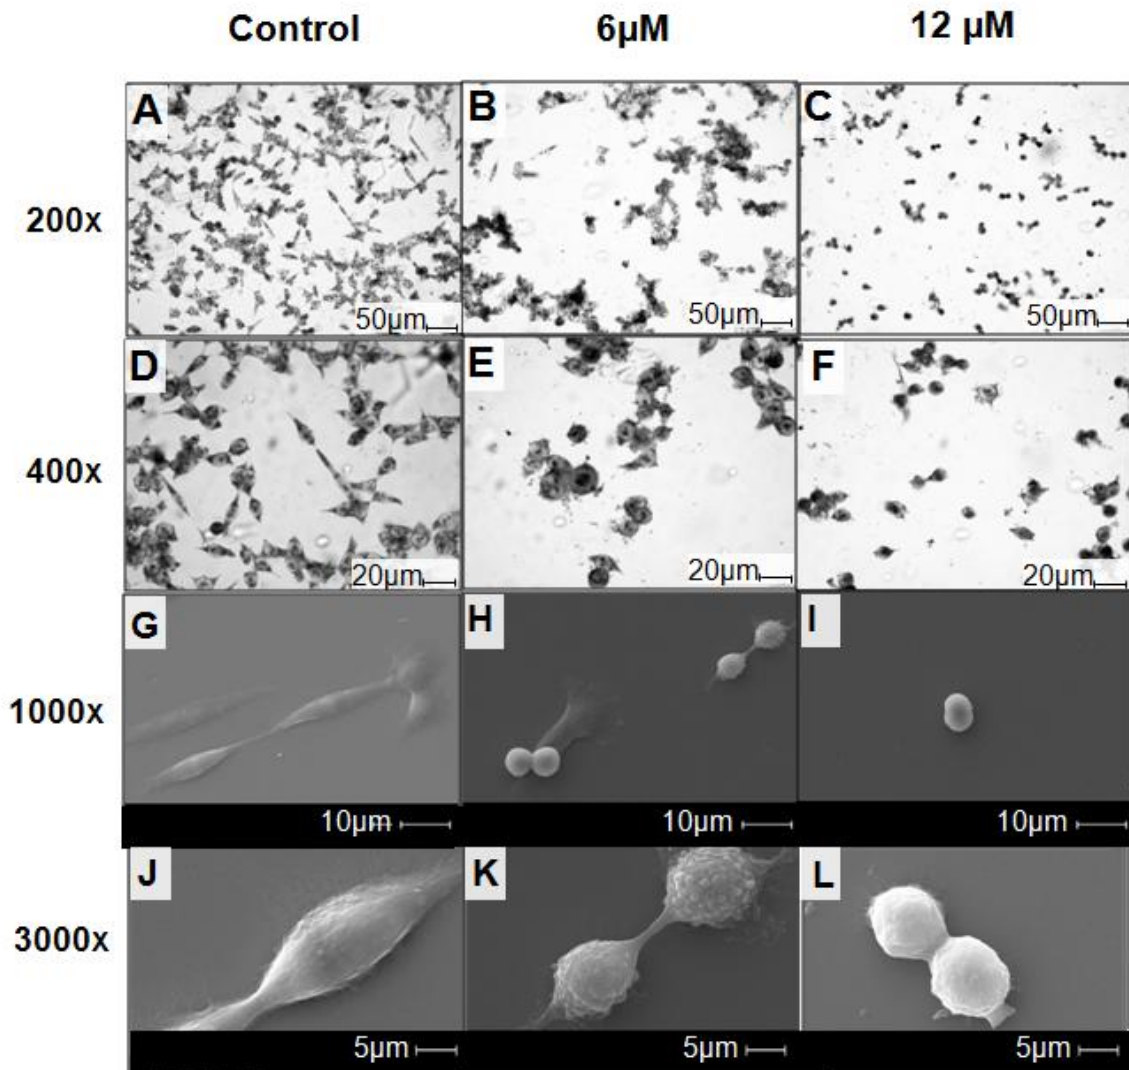 Control 6µM 12 µM
200x
A B C
50µm 50µm 50µm
400x
D E F
20µm 20µm 20µm
1000x
G H I
10µm 10µm 10µm
3000x
J K L
5µm 5µm 5µm